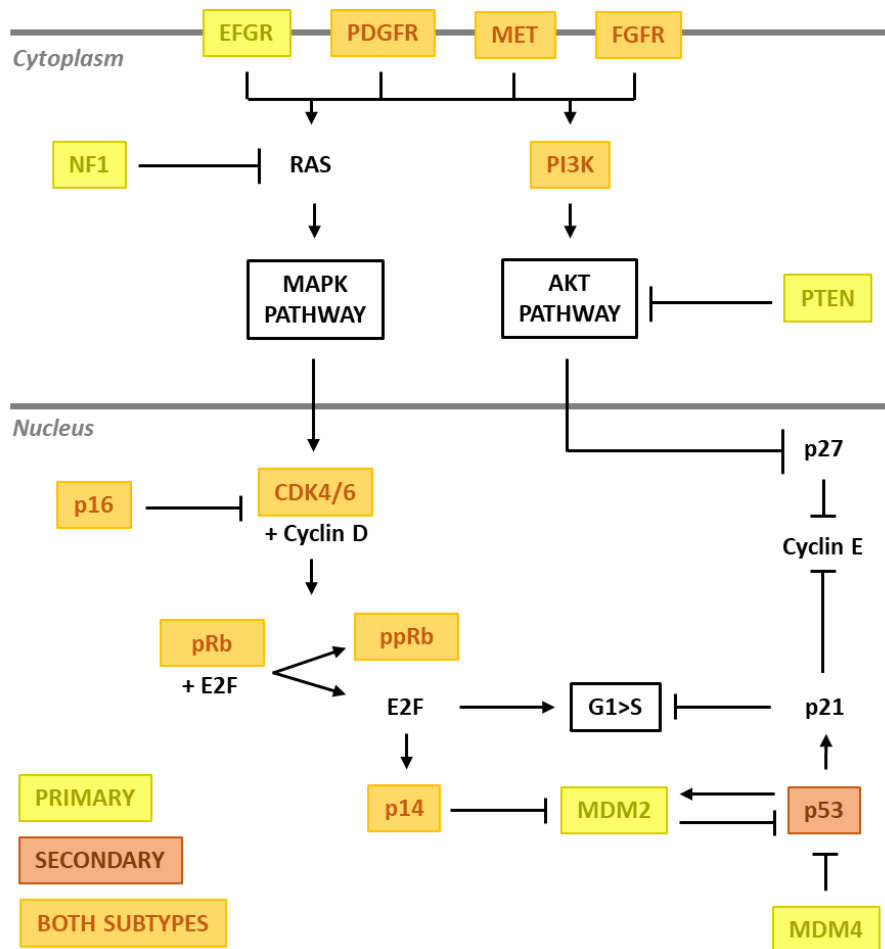 EFGR
PDGFR
MET
FGFR
Cytoplasm
NF1
RAS
PI3K
MAPK
PATHWAY
AKT
PATHWAY
PTEN
Nucleus
p27
p16
CDK4/6
+ Cyclin D
Cyclin E
pRb
+ E2F
ppRb
E2F
G1>S
p21
p14
MDM2
p53
PRIMARY
SECONDARY
BOTH SUBTYPES
MDM4